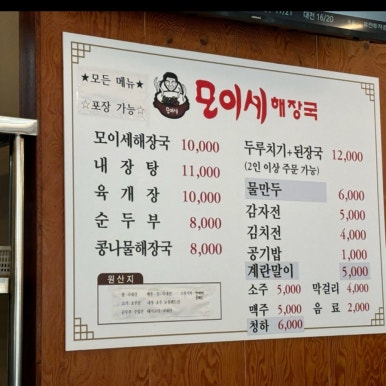 대전 16/20
★모든 메뉴★
☆포장 가능☆
모이세해장국
모이세해장국 10,000
내장탕 11,000
육개장 10,000
순두부 8,000
콩나물해장국 8,000
원산지
두루치기+된장국 12,000
(2인 이상 주문 가능)
물만두 6,000
감자전 5,000
김치전 4,000
공기밥 1,000
계란말이 5,000
소주 5,000 막걸리 4,000
맥주 5,000 음료 2,000
청하 6,000